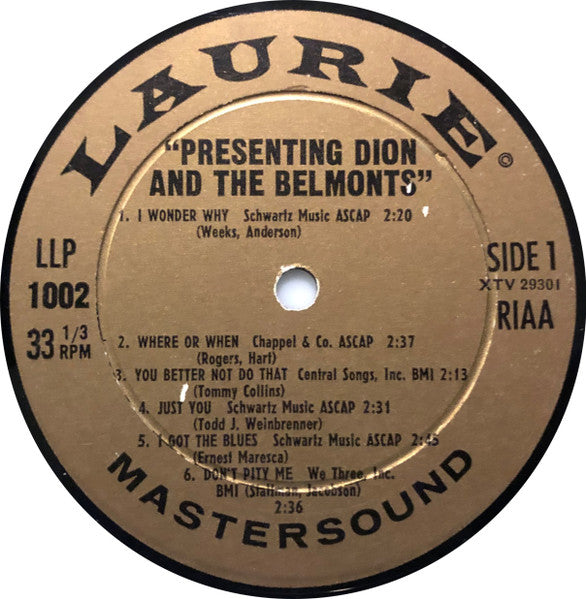 LAURIE ©
"PRESENTING DION
AND THE BELMONTS"
1. I WONDER WHY Schwartz Music ASCAP 2:20
(Weeks, Anderson)
LLP
1002
33 1/3
RPM
SIDE 1
XTV 29301
RIAA
2. WHERE OR WHEN Chappel & Co. ASCAP 2:37
(Rogers, Hart)
3. YOU BETTER NOT DO THAT Central Songs, Inc. BMI 2:13
(Tommy Collins)
4. JUST YOU Schwartz Music ASCAP 2:31
(Todd J. Weinbrenner)
5. I GOT THE BLUES Schwartz Music ASCAP 2:45
(Ernest Maresca)
6. DON'T PITY ME We Three, Inc.
BMI (Stallman, Jacobson)
2:36
MASTERSOUND